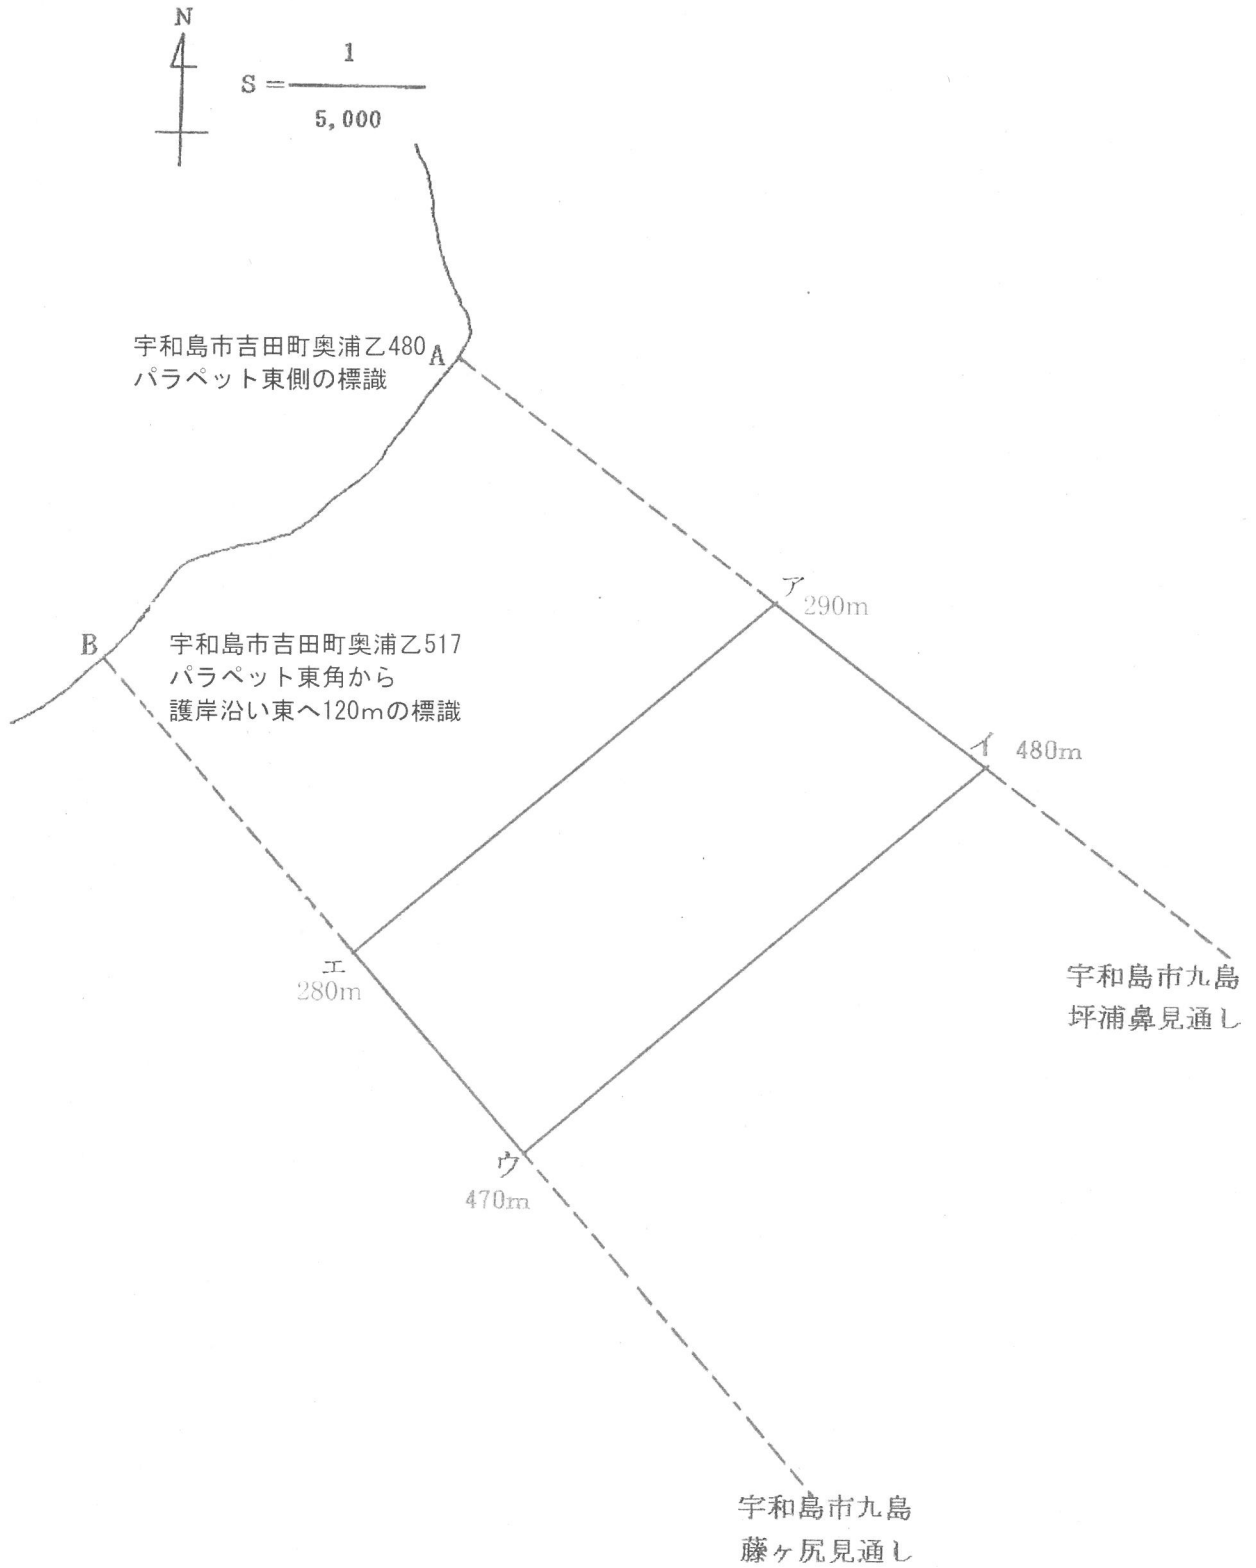 N
S = 1
5,000
宇和島市吉田町奥浦乙480
パラペット東側の標識
A
ア
290m
B
宇和島市吉田町奥浦乙517
パラペット東角から
護岸沿い東へ120mの標識
イ 480m
エ
280m
宇和島市九島
坪浦鼻見通し
ウ
470m
宇和島市九島
藤ヶ尻見通し